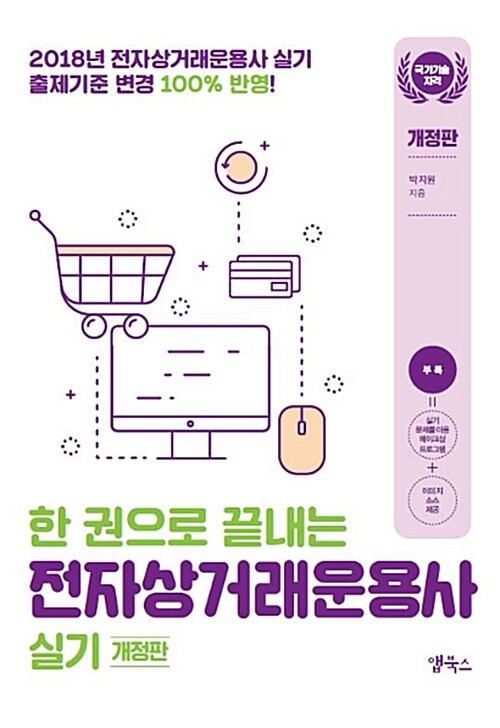 2018년 전자상거래운용사 실기
출제기준 변경 100% 반영!
국가기술
자격
개정판
박지원
지음
부록
실기
문제풀이용
메이크샵
프로그램
+
이미지
소스
제공
한 권으로 끝내는
전자상거래운용사
실기 개정판
앱북스